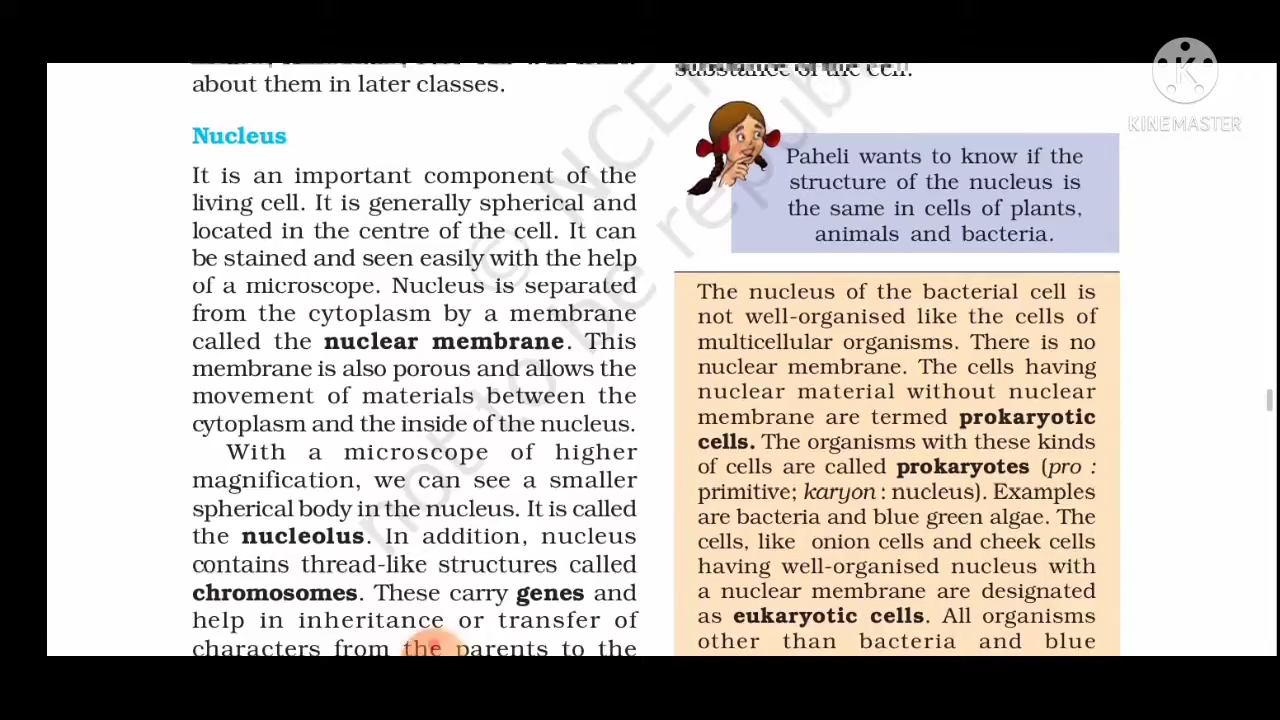 about them in later classes.
Nucleus
It is an important component of the
living cell. It is generally spherical and
located in the centre of the cell. It can
be stained and seen easily with the help
of a microscope. Nucleus is separated
from the cytoplasm by a membrane
called the nuclear membrane. This
membrane is also porous and allows the
movement of materials between the
cytoplasm and the inside of the nucleus.
With a microscope of higher
magnification, we can see a smaller
spherical body in the nucleus. It is called
the nucleolus. In addition, nucleus
contains thread-like structures called
chromosomes. These carry genes and
help in inheritance or transfer of
characters from the parents to the
substance of the cell.
Paheli wants to know if the
structure of the nucleus is
the same in cells of plants,
animals and bacteria.
The nucleus of the bacterial cell is
not well-organised like the cells of
multicellular organisms. There is no
nuclear membrane. The cells having
nuclear material without nuclear
membrane are termed prokaryotic
cells. The organisms with these kinds
of cells are called prokaryotes (pro :
primitive; karyon : nucleus). Examples
are bacteria and blue green algae. The
cells, like onion cells and cheek cells
having well-organised nucleus with
a nuclear membrane are designated
as eukaryotic cells. All organisms
other than bacteria and blue
© NCER
not to be repub
K
KINEMASTER